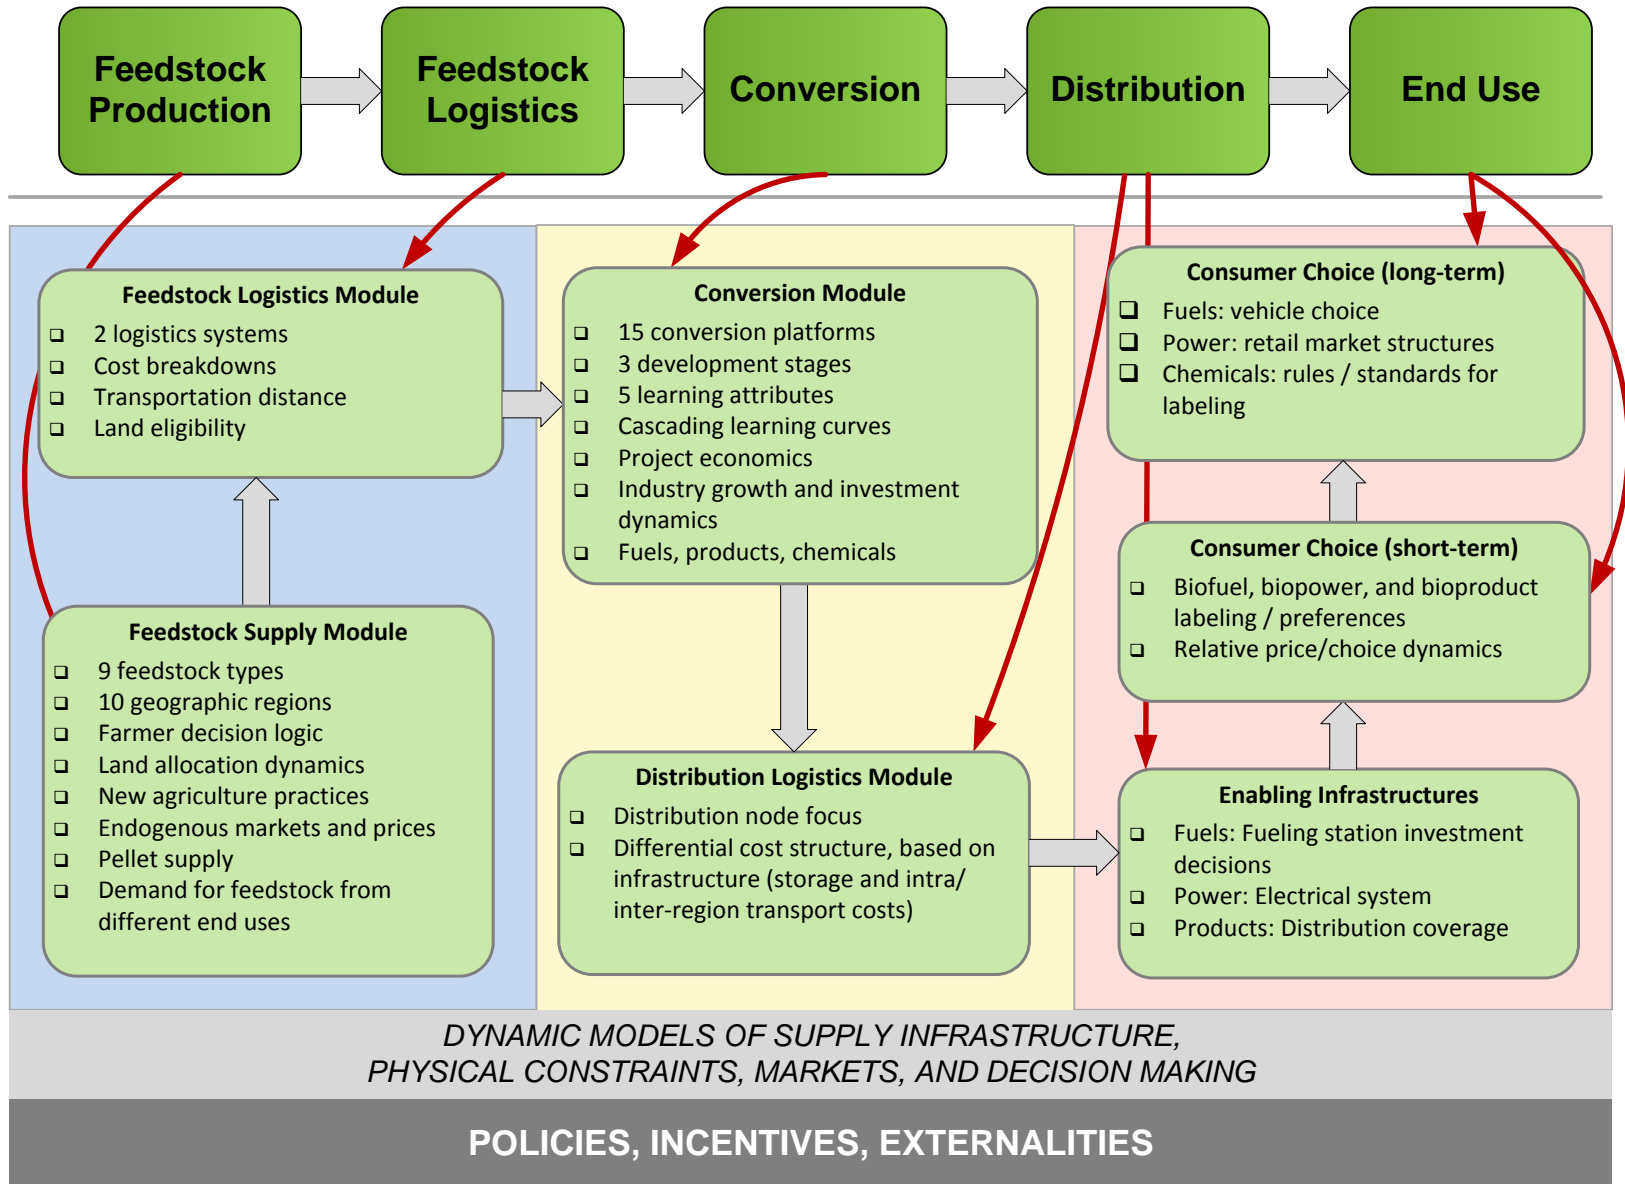 Feedstock
Production
Feedstock
Logistics
Conversion
Distribution
End Use
Feedstock Logistics Module
❑ 2 logistics systems
❑ Cost breakdowns
❑ Transportation distance
❑ Land eligibility
Feedstock Supply Module
❑ 9 feedstock types
❑ 10 geographic regions
❑ Farmer decision logic
❑ Land allocation dynamics
❑ New agriculture practices
❑ Endogenous markets and prices
❑ Pellet supply
❑ Demand for feedstock from
different end uses
Conversion Module
❑ 15 conversion platforms
❑ 3 development stages
❑ 5 learning attributes
❑ Cascading learning curves
❑ Project economics
❑ Industry growth and investment
dynamics
❑ Fuels, products, chemicals
Distribution Logistics Module
❑ Distribution node focus
❑ Differential cost structure, based on
infrastructure (storage and intra/
inter-region transport costs)
Consumer Choice (long-term)
❑ Fuels: vehicle choice
❑ Power: retail market structures
❑ Chemicals: rules / standards for
labeling
Consumer Choice (short-term)
❑ Biofuel, biopower, and bioproduct
labeling / preferences
❑ Relative price/choice dynamics
Enabling Infrastructures
❑ Fuels: Fueling station investment
decisions
❑ Power: Electrical system
❑ Products: Distribution coverage
DYNAMIC MODELS OF SUPPLY INFRASTRUCTURE,
PHYSICAL CONSTRAINTS, MARKETS, AND DECISION MAKING
POLICIES, INCENTIVES, EXTERNALITIES